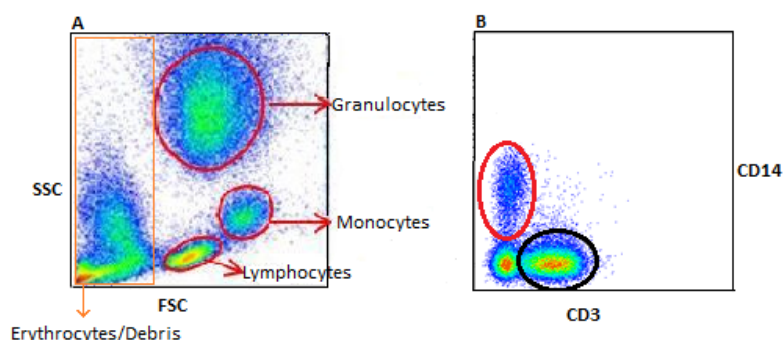 A
Granulocytes
SSC
Monocytes
Lymphocytes
FSC
Erythrocytes/Debris
B
CD14
CD3